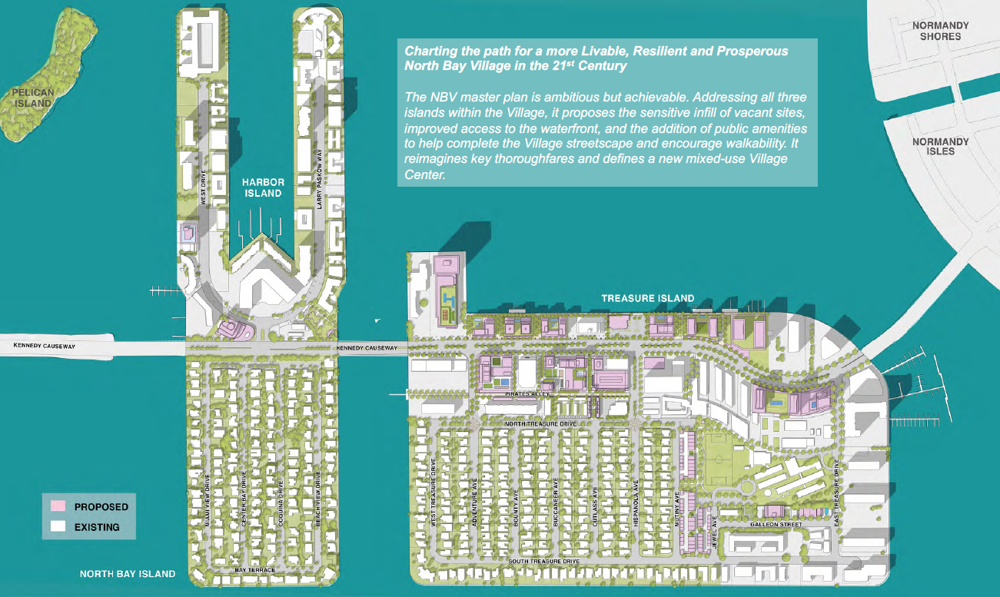 Charting the path for a more Livable, Resilient and Prosperous
North Bay Village in the 21st Century
The NBV master plan is ambitious but achievable. Addressing all three
islands within the Village, it proposes the sensitive infill of vacant sites,
improved access to the waterfront, and the addition of public amenities
to help complete the Village streetscape and encourage walkability. It
reimagines key thoroughfares and defines a new mixed-use Village
Center.
NORMANDY
SHORES
PELICAN
ISLAND
NORMANDY
ISLES
WEST DRIVE
HARBOR
ISLAND
LARRY PASKOW WAY
TREASURE ISLAND
KENNEDY CAUSEWAY
KENNEDY CAUSEWAY
PIRATES ALLEY
NORTH TREASURE DRIVE
MIAMI VIEW DRIVE
CENTER BAY DRIVE
COQUINA DRIVE
BEACH VIEW DRIVE
WEST TREASURE DRIVE
ADVENTURE AVE
BOUNTY AVE
BUCCANEER AVE
CUTLASS AVE
HISPANOLA AVE
MUTINY AVE
JEWEL AVE
EAST TREASURE DRIVE
GALLEON STREET
PROPOSED
EXISTING
SOUTH TREASURE DRIVE
BAY TERRACE
NORTH BAY ISLAND